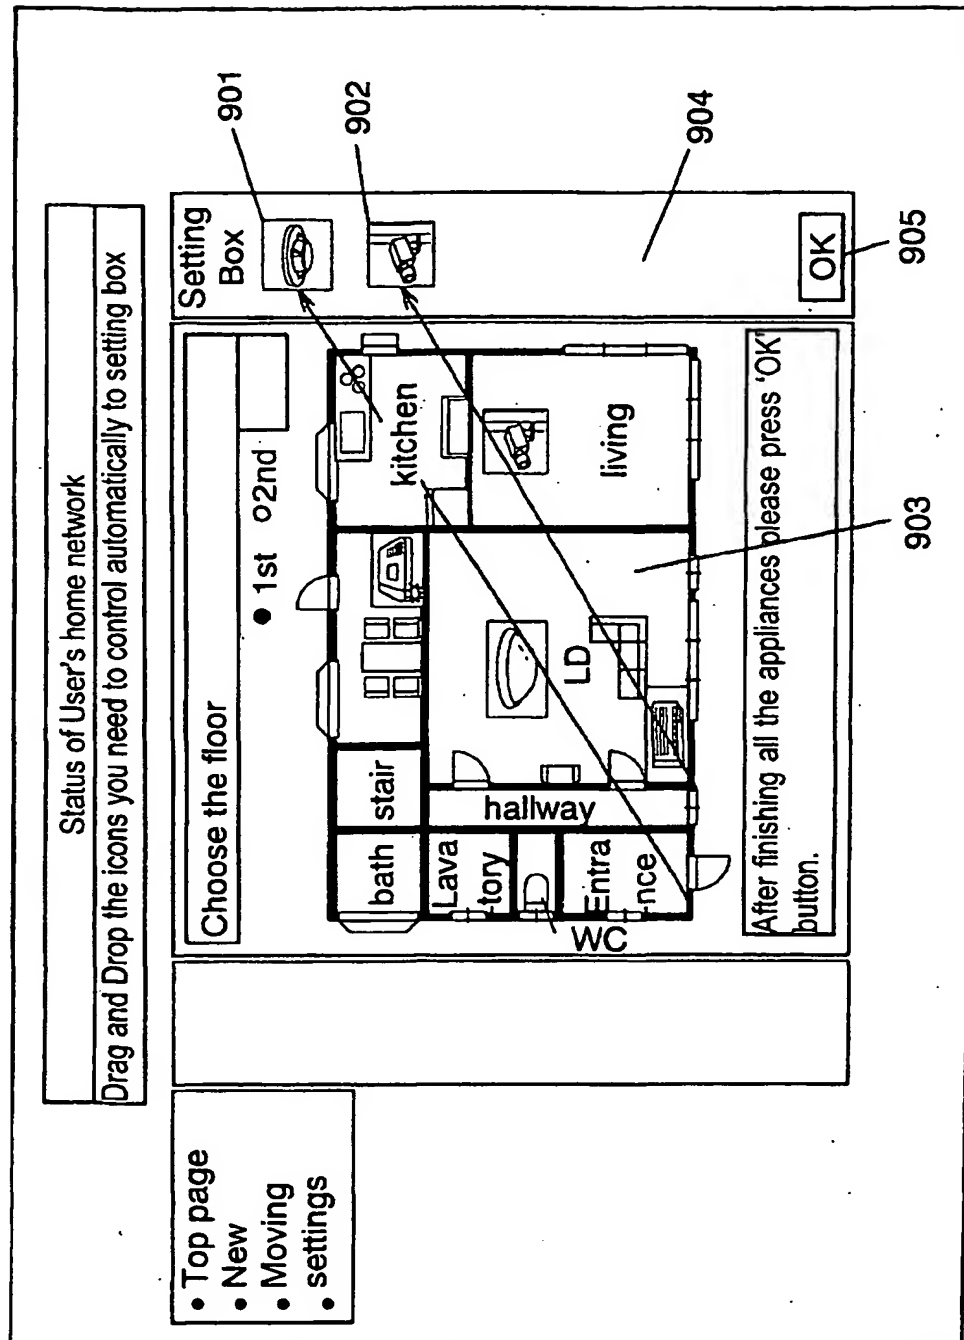 Status of User's home network
Drag and Drop the icons you need to control automatically to setting box
• Top page
• New
• Moving
• settings
Choose the floor
● 1st ○2nd
bath
stair
kitchen
Lava
-tory
hallway
LD
living
WC
Entra
-nce
After finishing all the appliances please press 'OK'
button.
Setting
Box
OK
901
902
903
904
905